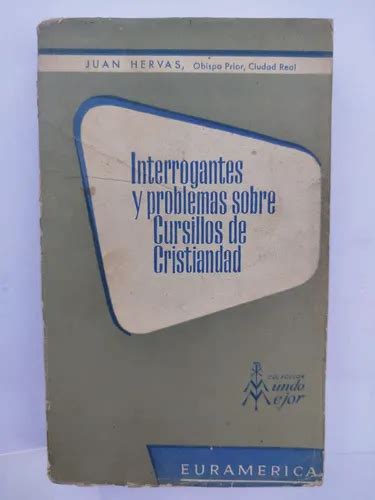 JUAN HERVAS, Obispo Prior, Ciudad Real
Interrogantes
y problemas sobre
Cursillos de
Cristiandad
COLECCION
Mundo
Mejor
EURAMERICA